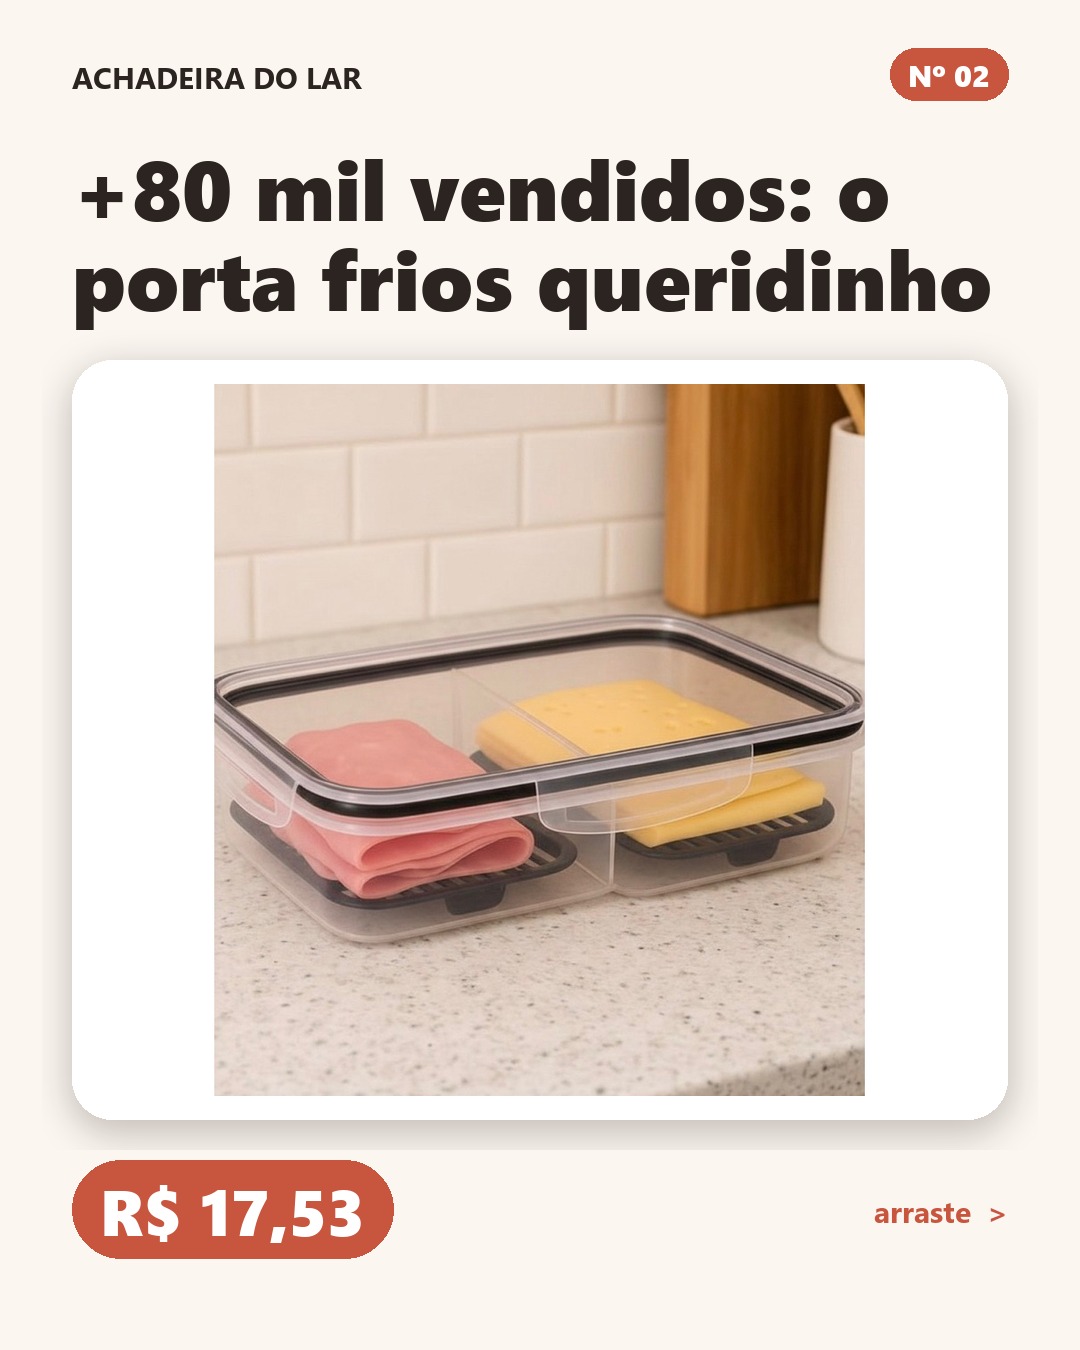 ACHADEIRA DO LAR
Nº 02
+80 mil vendidos: o
porta frios queridinho
R$ 17,53
arraste >